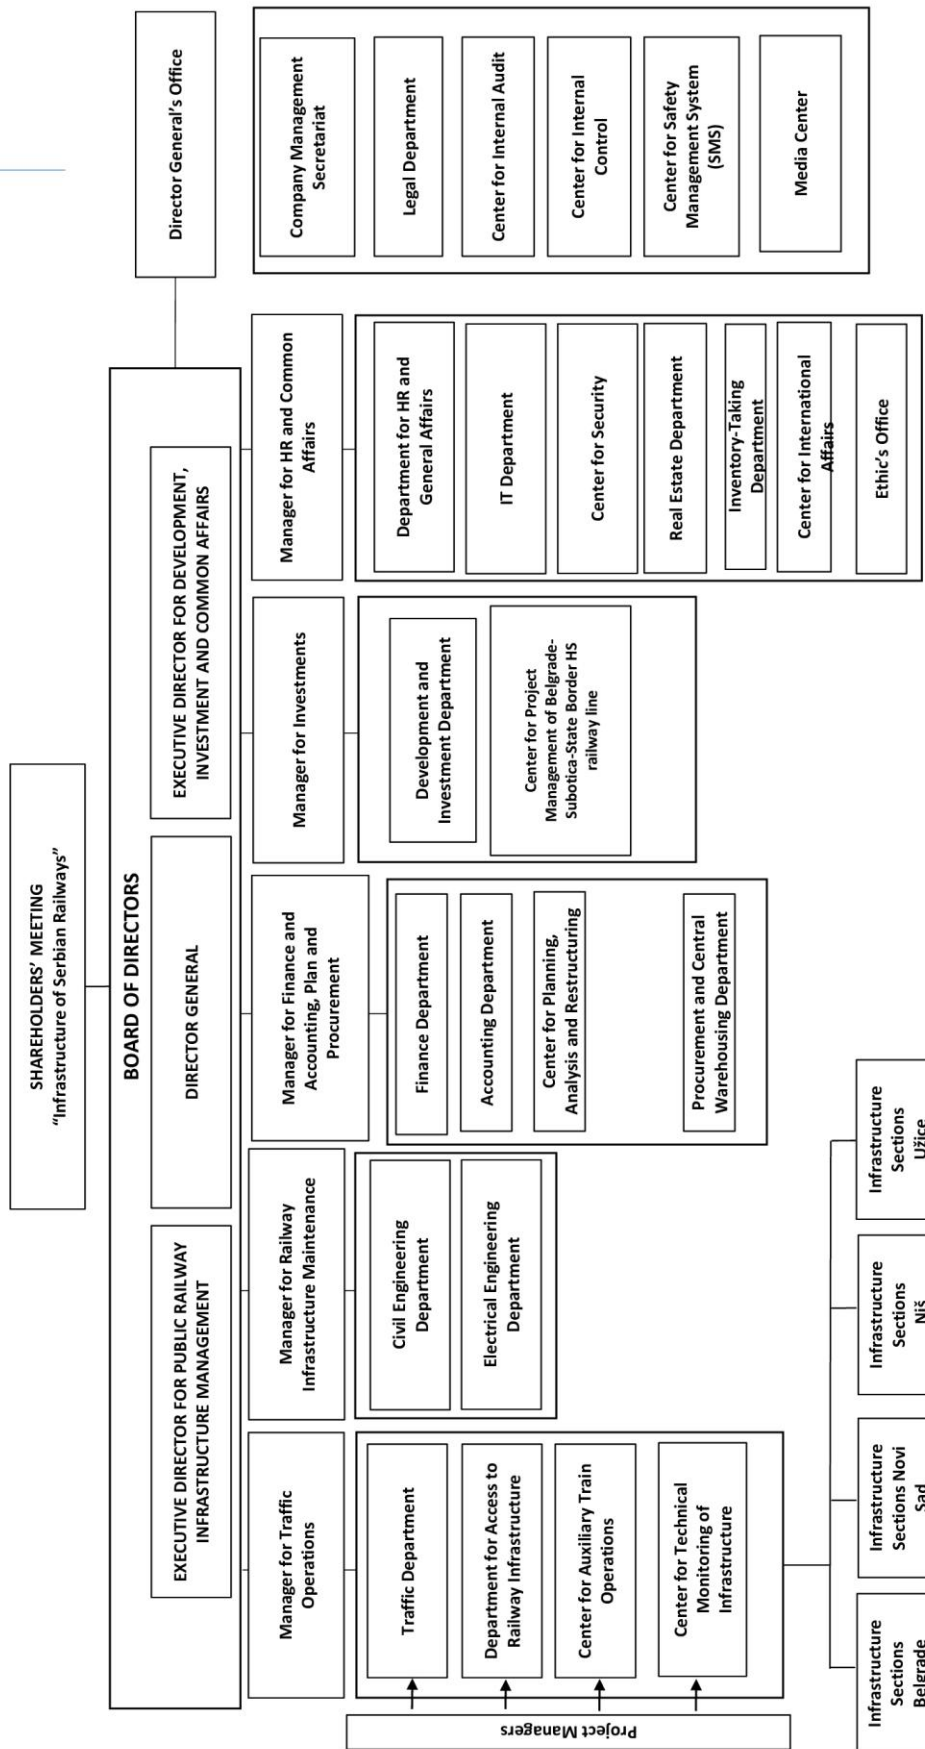 SHAREHOLDERS' MEETING
“Infrastructure of Serbian Railways”
BOARD OF DIRECTORS
EXECUTIVE DIRECTOR FOR PUBLIC RAILWAY
INFRASTRUCTURE MANAGEMENT
DIRECTOR GENERAL
EXECUTIVE DIRECTOR FOR DEVELOPMENT,
INVESTMENT AND COMMON AFFAIRS
Director General’s Office
Manager for Traffic
Operations
Manager for Railway
Infrastructure Maintenance
Manager for Finance and
Accounting, Plan and
Procurement
Manager for Investments
Manager for HR and Common
Affairs
Project Managers
Traffic Department
Department for Access to
Railway Infrastructure
Center for Auxiliary Train
Operations
Center for Technical
Monitoring of
Infrastructure
Civil Engineering
Department
Electrical Engineering
Department
Finance Department
Accounting Department
Center for Planning,
Analysis and Restructuring
Procurement and Central
Warehousing Department
Development and
Investment Department
Center for Project
Management of Belgrade-
Subotica-State Border HS
railway line
Department for HR and
General Affairs
IT Department
Center for Security
Real Estate Department
Inventory-Taking
Department
Center for International
Affairs
Ethic’s Office
Company Management
Secretariat
Legal Department
Center for Internal Audit
Center for Internal
Control
Center for Safety
Management System
(SMS)
Media Center
Infrastructure
Sections
Belgrade
Infrastructure
Sections Novi
Sad
Infrastructure
Sections
Niš
Infrastructure
Sections
Užice